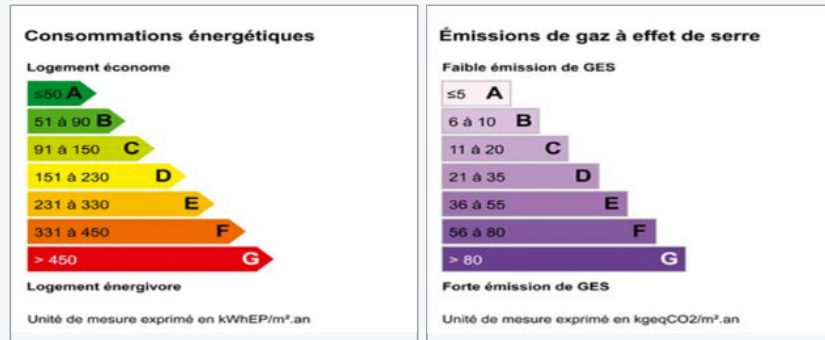 Consommations énergétiques
Logement économe
≤50 A
51 à 90 B
91 à 150 C
151 à 230 D
231 à 330 E
331 à 450 F
> 450 G
Logement énergivore
Unité de mesure exprimé en kWhEP/m².an
Émissions de gaz à effet de serre
Faible émission de GES
≤5 A
6 à 10 B
11 à 20 C
21 à 35 D
36 à 55 E
56 à 80 F
> 80 G
Forte émission de GES
Unité de mesure exprimé en kgeqCO2/m².an